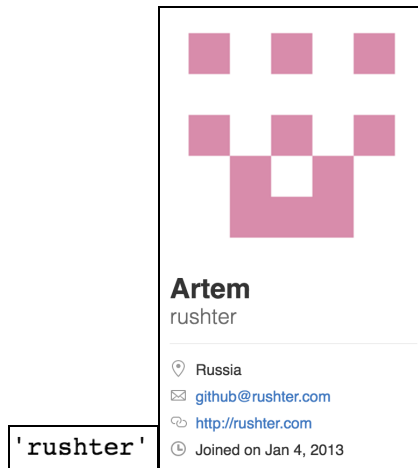 'rushter'
Artem
rushter
Russia
github@rushter.com
http://rushter.com
Joined on Jan 4, 2013